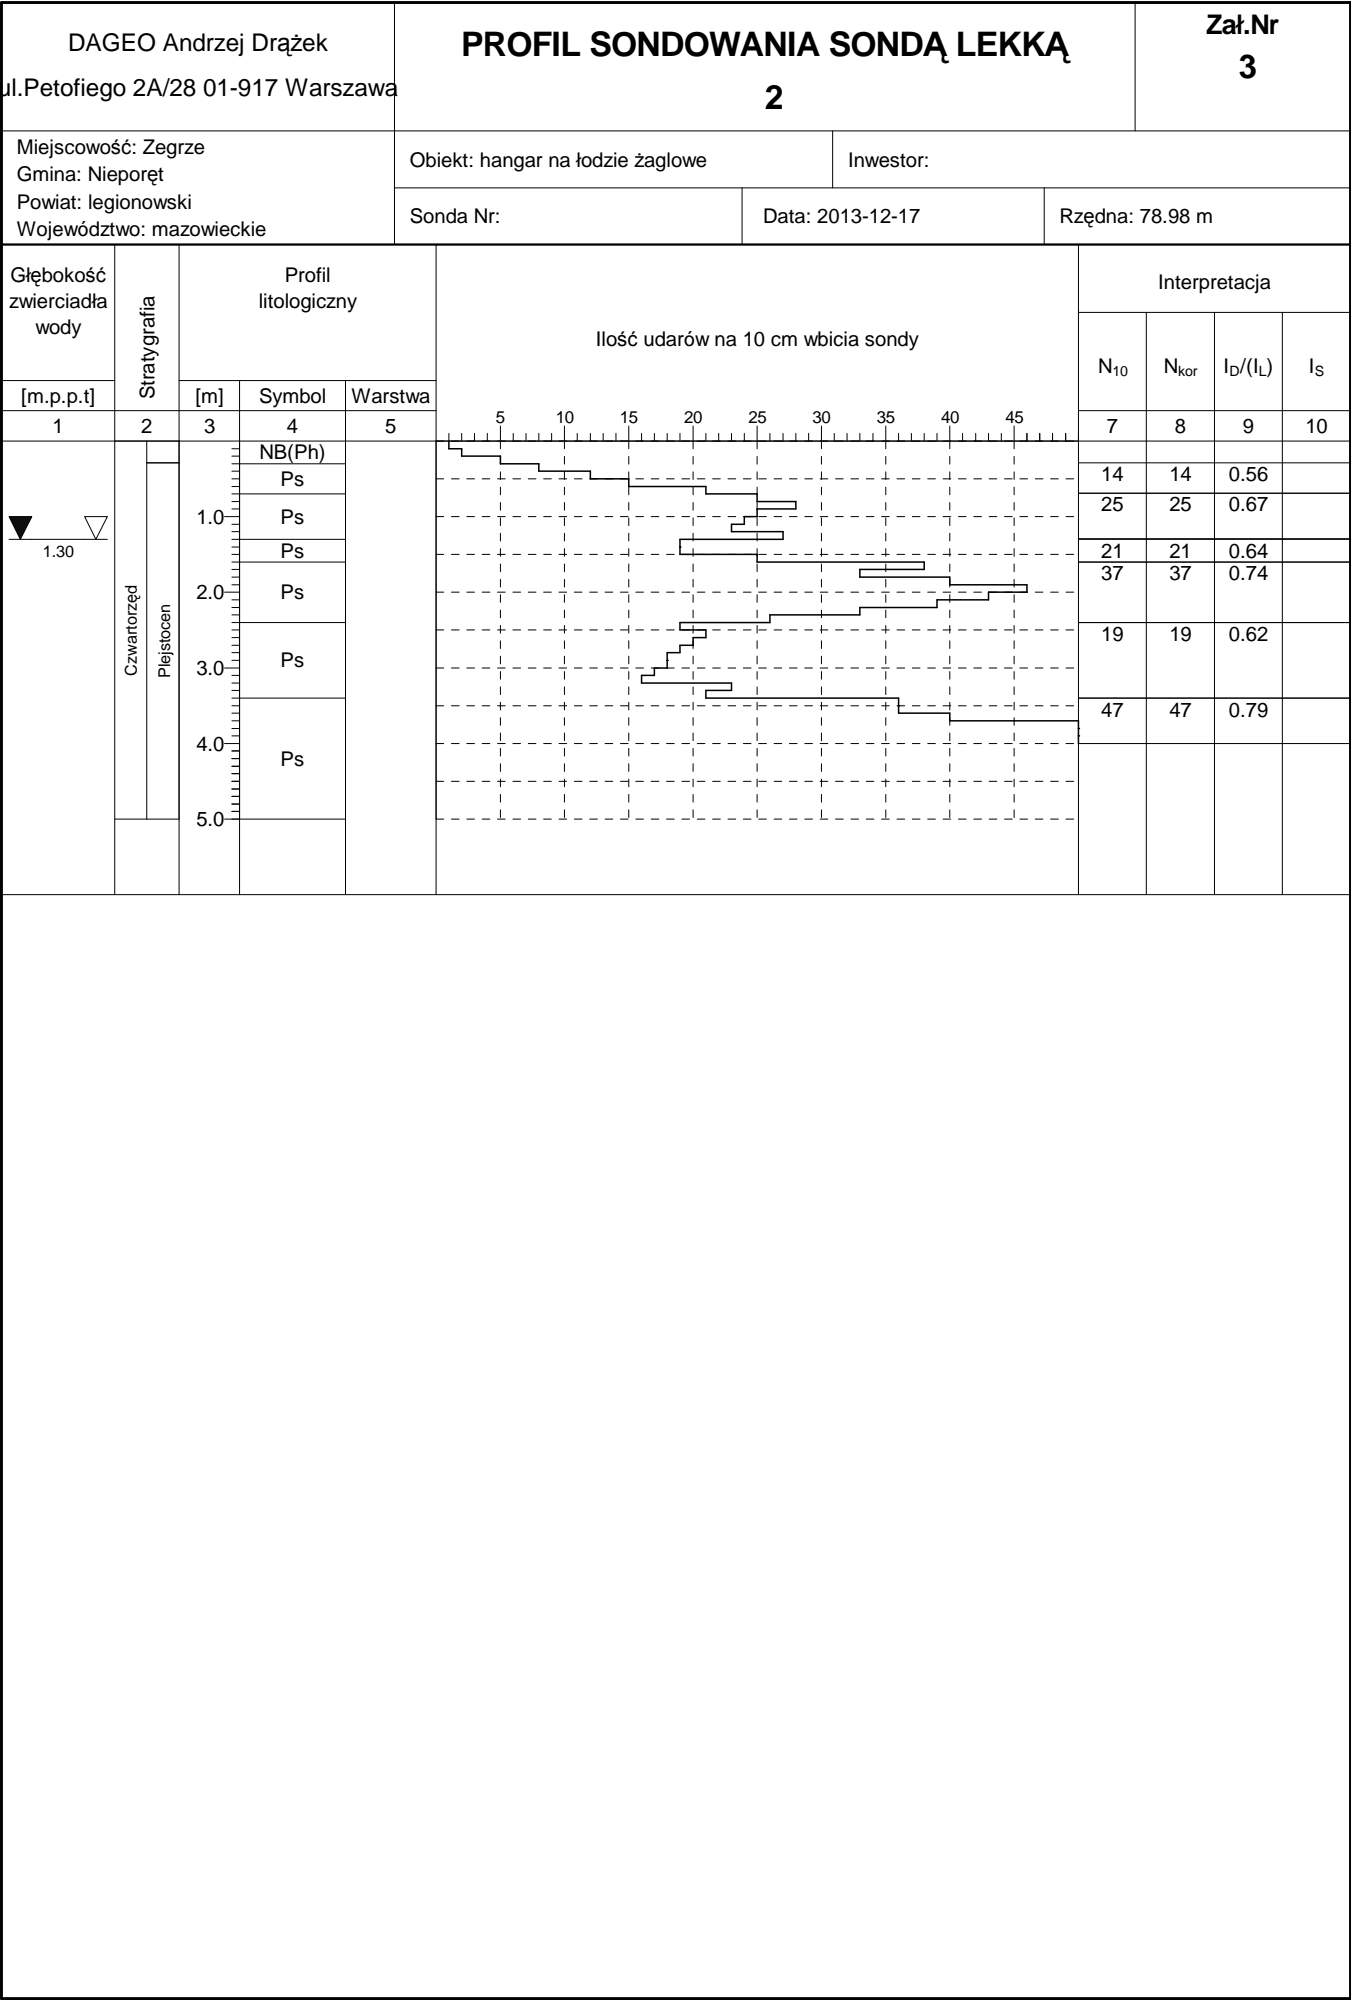 DAGEO Andrzej Drążek
ul.Petofiego 2A/28 01-917 Warszawa
PROFIL SONDOWANIA SONDĄ LEKKĄ
2
Zał.Nr
3
Miejscowość: Zegrze
Gmina: Nieporęt
Powiat: legionowski
Województwo: mazowieckie
Obiekt: hangar na łodzie żaglowe
Inwestor:
Sonda Nr:
Data: 2013-12-17
Rzędna: 78.98 m
Głębokość
zwierciadła
wody
[m.p.p.t]
Stratygrafia
Profil
litologiczny
[m] Symbol Warstwa
Ilość udarów na 10 cm wbicia sondy
5 10 15 20 25 30 35 40 45
Interpretacja
N10 Nkor ID/(IL) IS
1 2 3 4 5 7 8 9 10
NB(Ph)
Ps 14 14 0.56
Ps 25 25 0.67
1.0
1.30
Ps 21 21 0.64
Ps 37 37 0.74
2.0
Czwartorzęd
Plejstocen
Ps 19 19 0.62
3.0
Ps 47 47 0.79
4.0
5.0